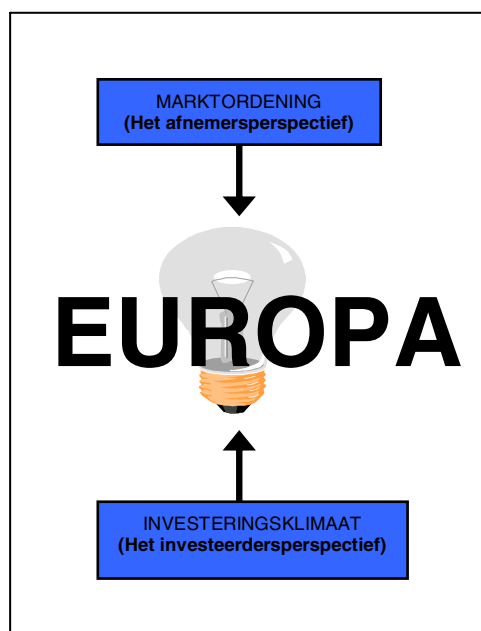 MARKTORDENING
(Het afnemersperspectief)
EUROPA
INVESTERINGSKLIMAAT
(Het investeerdersperspectief)